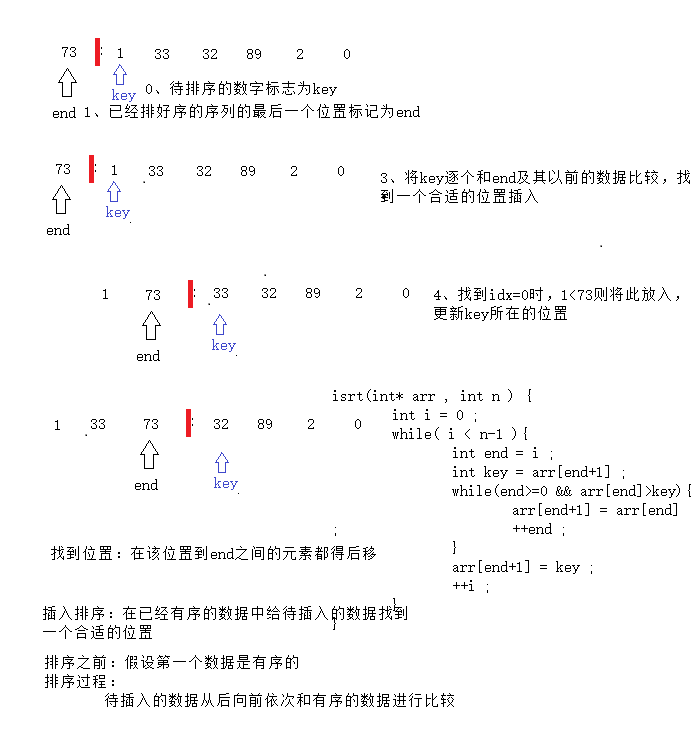 73 : 1 33 32 89 2 0
key 0、待排序的数字标志为key
end 1、已经排好序的序列的最后一个位置标记为end
73 : 1 33 32 89 2 0
3、将key逐个和end及其以前的数据比较，找
到一个合适的位置插入
key
end
1 73 : 33 32 89 2 0
4、找到idx=0时，1<73则将此放入，
更新key所在的位置
key
end
1 33 73 : 32 89 2 0
key
end
isrt(int* arr , int n ) {
int i = 0 ;
while( i < n-1 ){
int end = i ;
int key = arr[end+1] ;
while(end>=0 && arr[end]>key){
arr[end+1] = arr[end]
;
++end ;
}
arr[end+1] = key ;
++i ;
}
}
找到位置：在该位置到end之间的元素都得后移
插入排序：在已经有序的数据中给待插入的数据找到
一个合适的位置
排序之前：假设第一个数据是有序的
排序过程：
待插入的数据从后向前依次和有序的数据进行比较